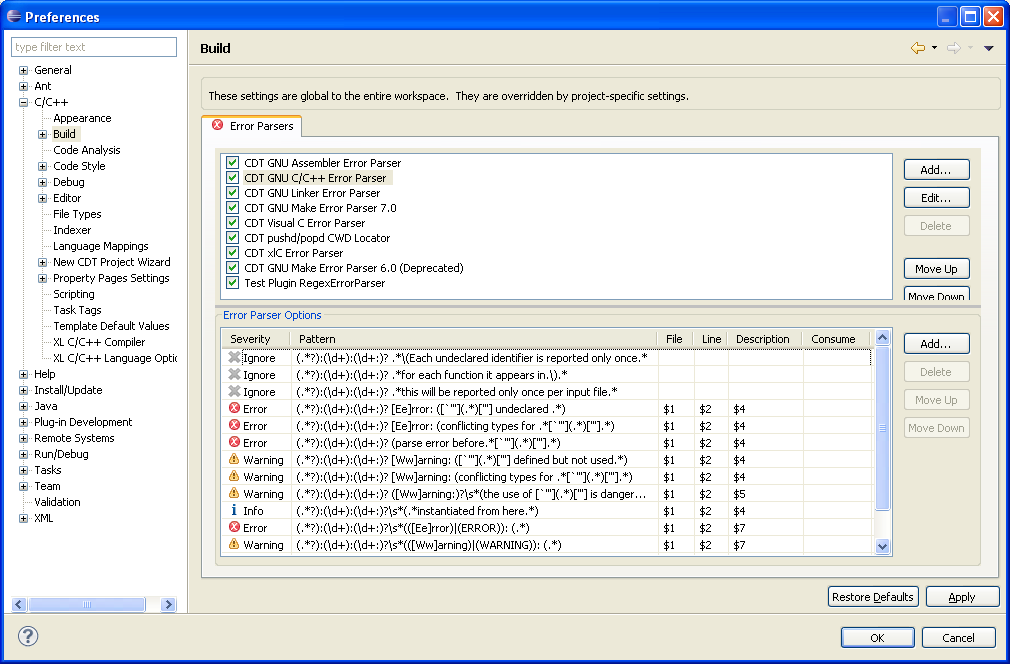 Preferences
type filter text
General
Ant
C/C++
Appearance
Build
Code Analysis
Code Style
Debug
Editor
File Types
Indexer
Language Mappings
New CDT Project Wizard
Property Pages Settings
Scripting
Task Tags
Template Default Values
XL C/C++ Compiler
XL C/C++ Language Optic
Help
Install/Update
Java
Plug-in Development
Remote Systems
Run/Debug
Tasks
Team
Validation
XML
Build
These settings are global to the entire workspace. They are overridden by project-specific settings.
Error Parsers
CDT GNU Assembler Error Parser
CDT GNU C/C++ Error Parser
CDT GNU Linker Error Parser
CDT GNU Make Error Parser 7.0
CDT Visual C Error Parser
CDT pushd/popd CWD Locator
CDT xlC Error Parser
CDT GNU Make Error Parser 6.0 (Deprecated)
Test Plugin RegexErrorParser
Add...
Edit...
Delete
Move Up
Move Down
Error Parser Options
Severity Pattern File Line Description Consume
Ignore (.*?):(\d+):(\d+:)? .*\(Each undeclared identifier is reported only once.*
Ignore (.*?):(\d+):(\d+:)? .*for each function it appears in.\).*
Ignore (.*?):(\d+):(\d+:)? .*this will be reported only once per input file.*
Error (.*?):(\d+):(\d+:)? [Ee]rror: ([`'"](.*)['"] undeclared .*) $1 $2 $4
Error (.*?):(\d+):(\d+:)? [Ee]rror: (conflicting types for .*[`'"](.*)['"].*) $1 $2 $4
Error (.*?):(\d+):(\d+:)? (parse error before.*[`'"](.*)['"].*) $1 $2 $4
Warning (.*?):(\d+):(\d+:)? [Ww]arning: ([`'"](.*)['"] defined but not used.*) $1 $2 $4
Warning (.*?):(\d+):(\d+:)? [Ww]arning: (conflicting types for .*[`'"](.*)['"].*) $1 $2 $4
Warning (.*?):(\d+):(\d+:)? ([Ww]arning:)?\s*(the use of [`'"](.*)['"] is danger... $1 $2 $5
Info (.*?):(\d+):(\d+:)?\s*(.*instantiated from here.*) $1 $2 $4
Error (.*?):(\d+):(\d+:)?\s*(([Ee]rror)|(ERROR)): (.*) $1 $2 $7
Warning (.*?):(\d+):(\d+:)?\s*(([Ww]arning)|(WARNING)): (.*) $1 $2 $7
Add...
Delete
Move Up
Move Down
Restore Defaults
Apply
OK
Cancel